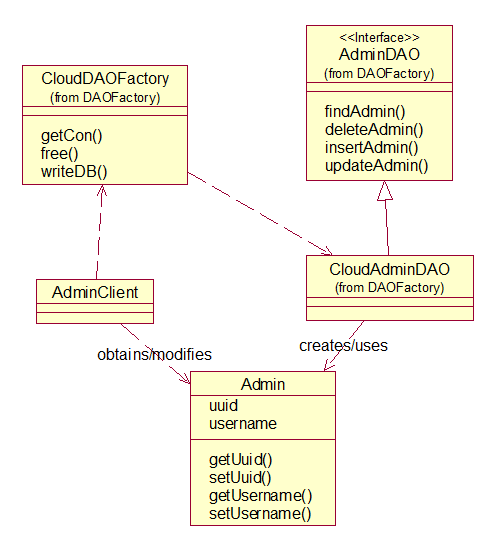 <<Interface>>
AdminDAO
(from DAOFactory)
findAdmin()
deleteAdmin()
insertAdmin()
updateAdmin()
CloudDAOFactory
(from DAOFactory)
getCon()
free()
writeDB()
AdminClient
CloudAdminDAO
(from DAOFactory)
obtains/modifies
creates/uses
Admin
uuid
username
getUuid()
setUuid()
getUsername()
setUsername()